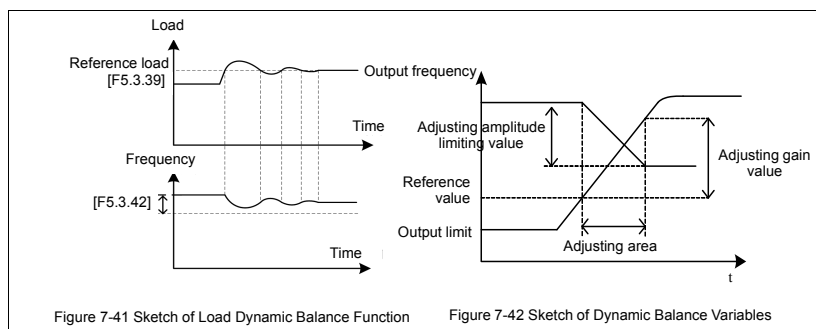 Load
Reference load
[F5.3.39]
Time
Frequency
[F5.3.42]
Time
Figure 7-41 Sketch of Load Dynamic Balance Function
Output frequency
Adjusting amplitude
limiting value
Adjusting gain
value
Reference
value
Output limit
Adjusting area
t
Figure 7-42 Sketch of Dynamic Balance Variables